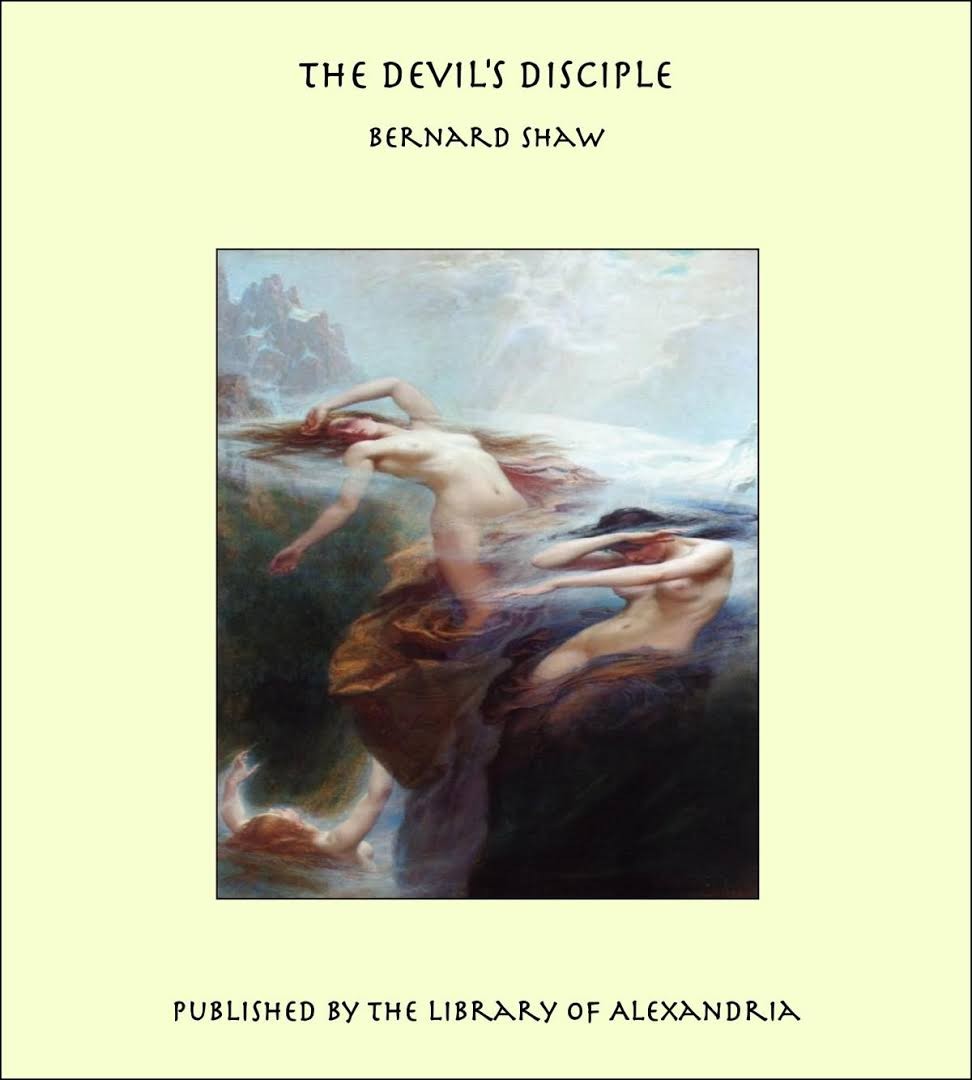 THE DEVIL'S DISCIPLE
BERNARD SHAW
PUBLISHED BY THE LIBRARY OF ALEXANDRIA